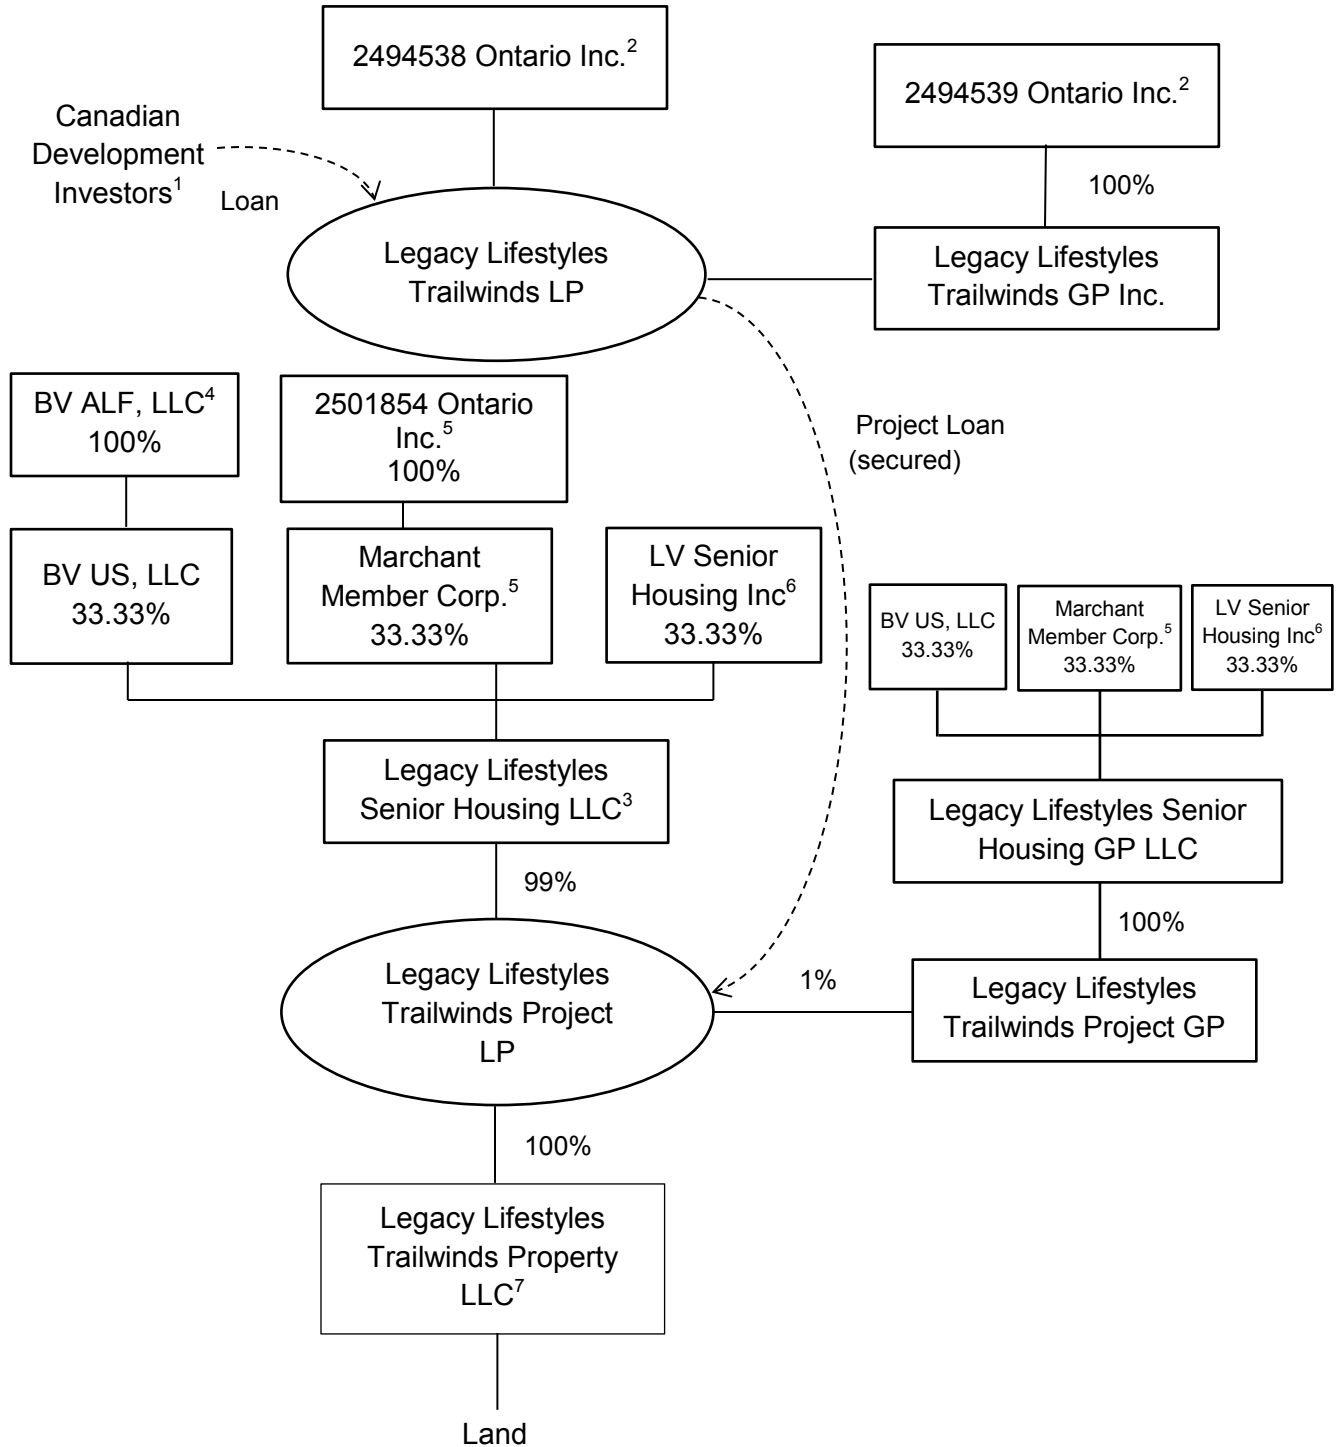 2494538 Ontario Inc.²
2494539 Ontario Inc.²
Canadian
Development
Investors¹
Loan
100%
Legacy Lifestyles
Trailwinds LP
Legacy Lifestyles
Trailwinds GP Inc.
BV ALF, LLC⁴
100%
2501854 Ontario
Inc.⁵
100%
Project Loan
(secured)
BV US, LLC
33.33%
Marchant
Member Corp.⁵
33.33%
LV Senior
Housing Inc⁶
33.33%
BV US, LLC
33.33%
Marchant
Member Corp.⁵
33.33%
LV Senior
Housing Inc⁶
33.33%
Legacy Lifestyles
Senior Housing LLC³
Legacy Lifestyles Senior
Housing GP LLC
99%
100%
Legacy Lifestyles
Trailwinds Project
LP
1%
Legacy Lifestyles
Trailwinds Project GP
100%
Legacy Lifestyles
Trailwinds Property
LLC⁷
Land